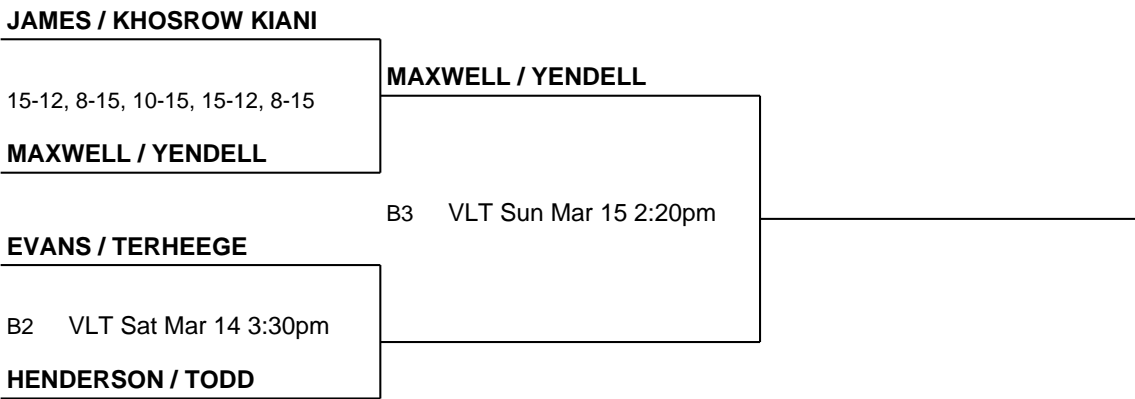 JAMES / KHOSROW KIANI
15-12, 8-15, 10-15, 15-12, 8-15
MAXWELL / YENDELL
MAXWELL / YENDELL
B3 VLT Sun Mar 15 2:20pm
EVANS / TERHEEGE
B2 VLT Sat Mar 14 3:30pm
HENDERSON / TODD